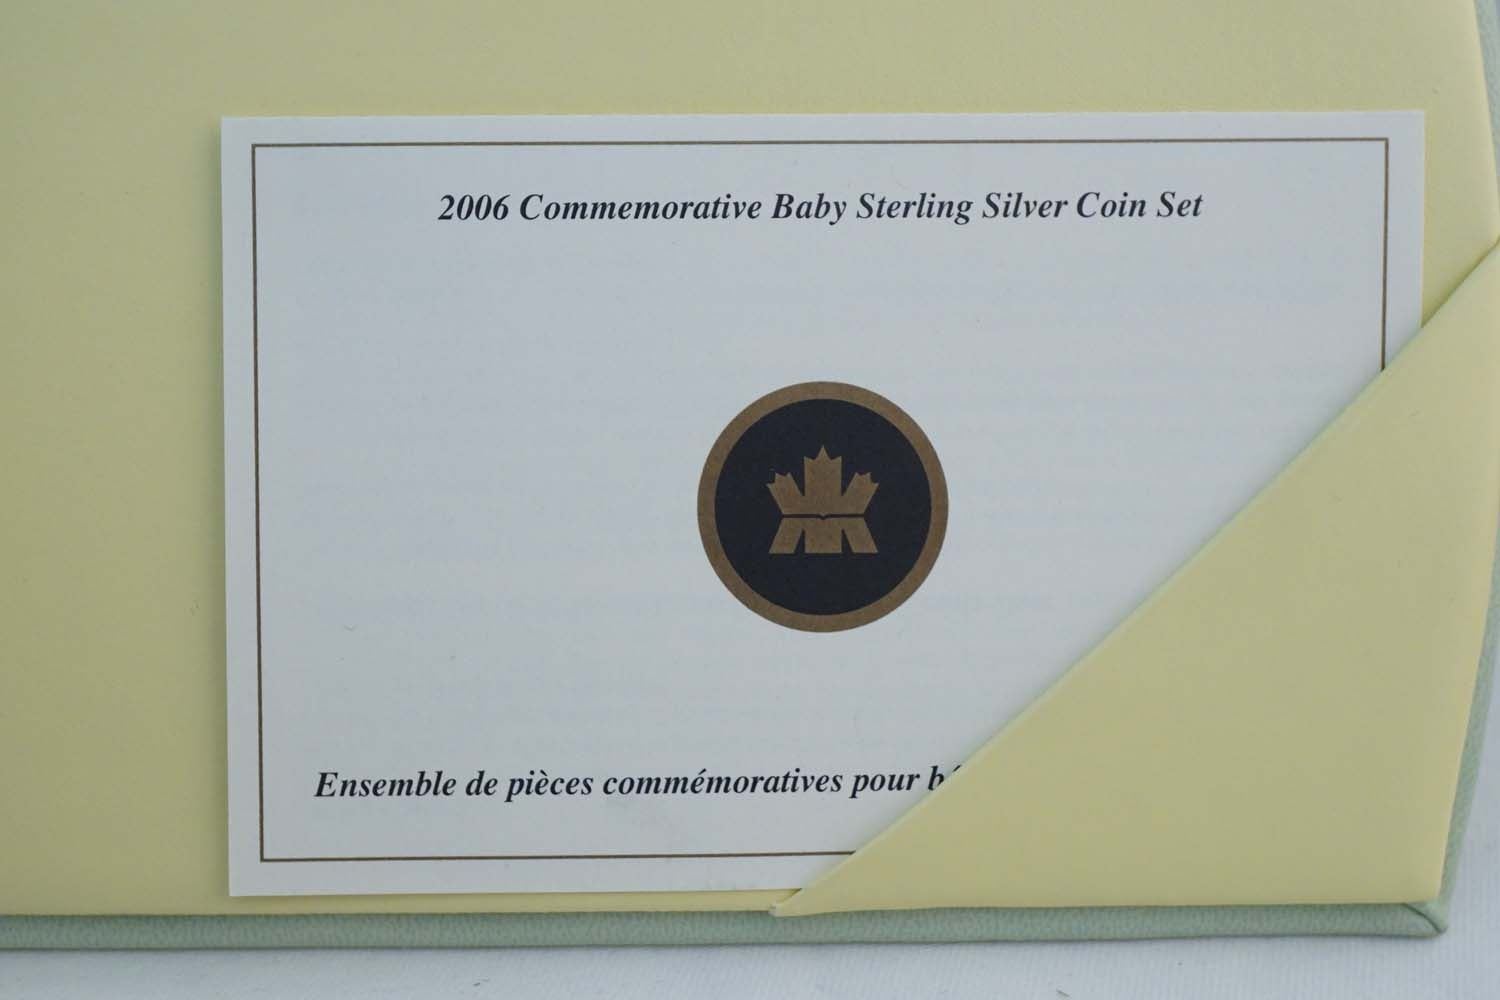 2006 Commemorative Baby Sterling Silver Coin Set
Ensemble de pièces commémoratives pour